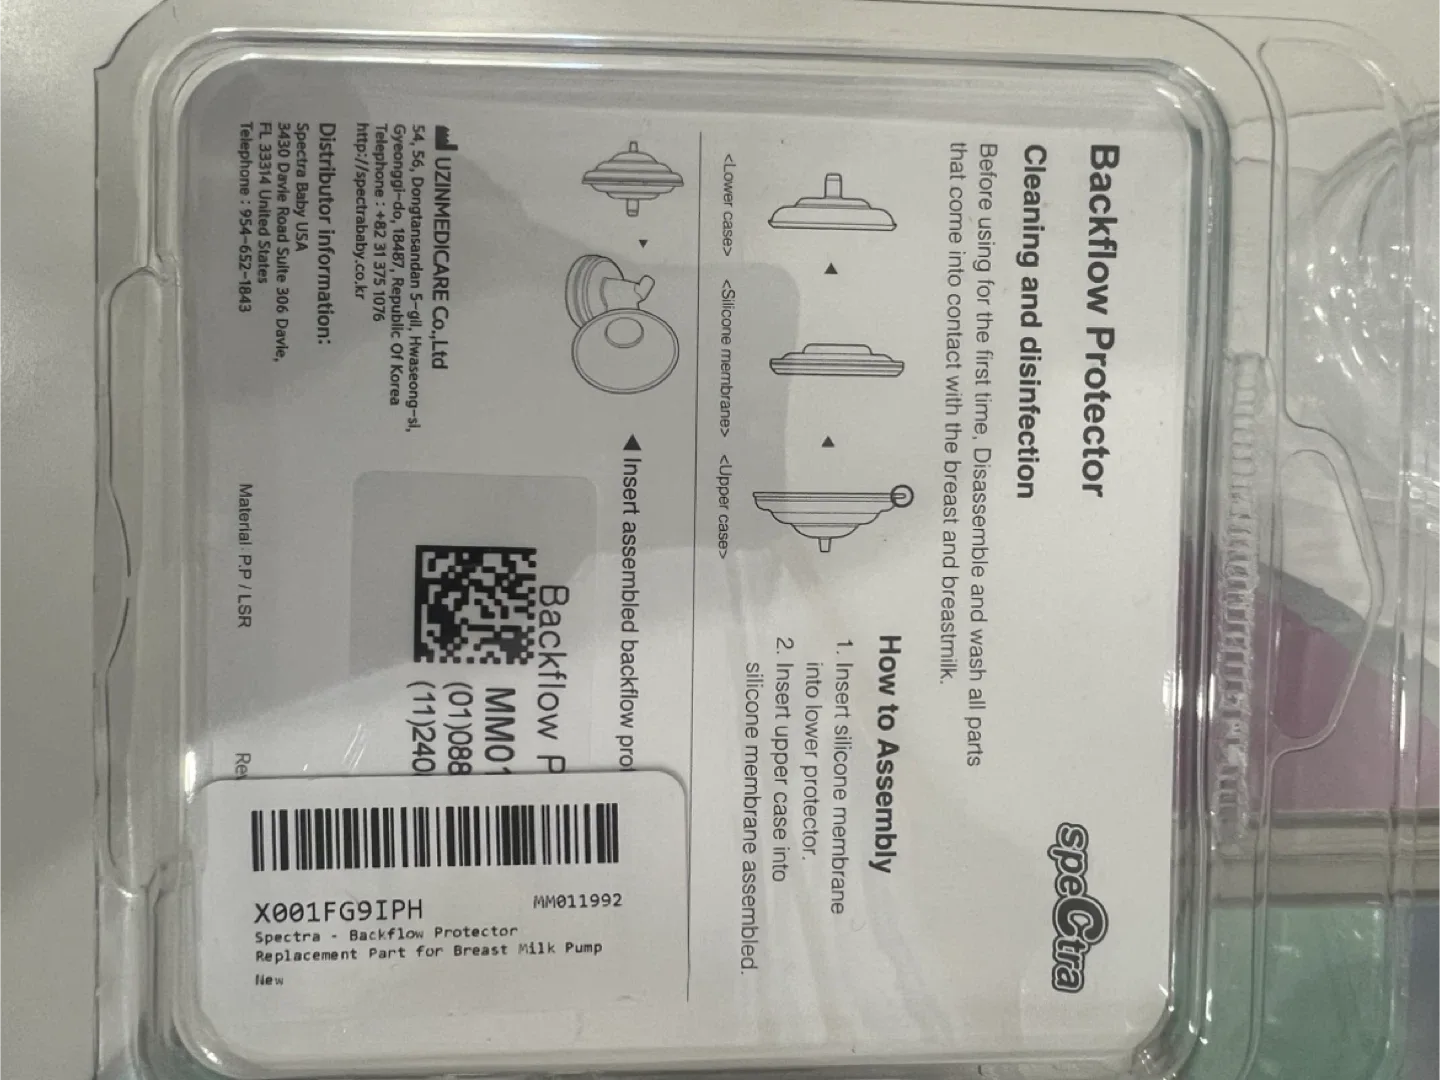 Backflow Protector
spectra
Cleaning and disinfection
Before using for the first time, Disassemble and wash all parts
that come into contact with the breast and breastmilk.
How to Assembly
1. Insert silicone membrane
into lower protector.
2. Insert upper case into
silicone membrane assembled.
<Lower case> <Silicone membrane> <Upper case>
◀ Insert assembled backflow pro
UZINMEDICARE Co.,Ltd
54, 56, Dongtansandan 5-gil, Hwaseong-si,
Gyeonggi-do, 18487, Republic Of Korea
Telephone : +82 31 375 1076
http://spectrababy.co.kr
Distributor information:
Spectra Baby USA
3430 Davie Road Suite 306 Davie,
FL 33314 United States
Telephone : 954-652-1843
Backflow P
MM01
(01)088
(11)240
Material: P.P / LSR
Rev
X001FG9IPH
MM011992
Spectra - Backflow Protector
Replacement Part for Breast Milk Pump
New